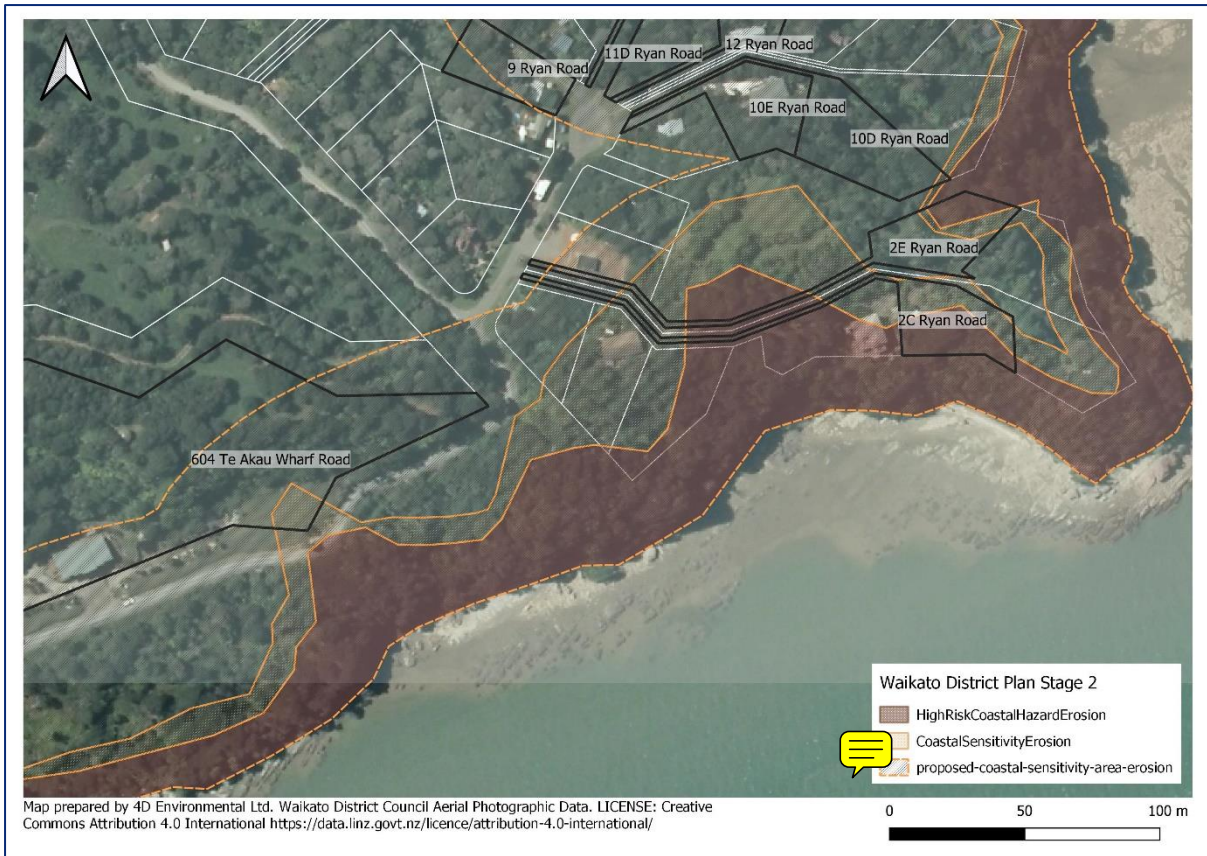 11D Ryan Road
12 Ryan Road
9 Ryan Road
10E Ryan Road
10D Ryan Road
2E Ryan Road
2C Ryan Road
604 Te Akau Wharf Road
Waikato District Plan Stage 2
HighRiskCoastalHazardErosion
CoastalSensitivityErosion
proposed-coastal-sensitivity-area-erosion
Map prepared by 4D Environmental Ltd. Waikato District Council Aerial Photographic Data. LICENSE: Creative
Commons Attribution 4.0 International https://data.linz.govt.nz/licence/attribution-4.0-international/
0 50 100 m